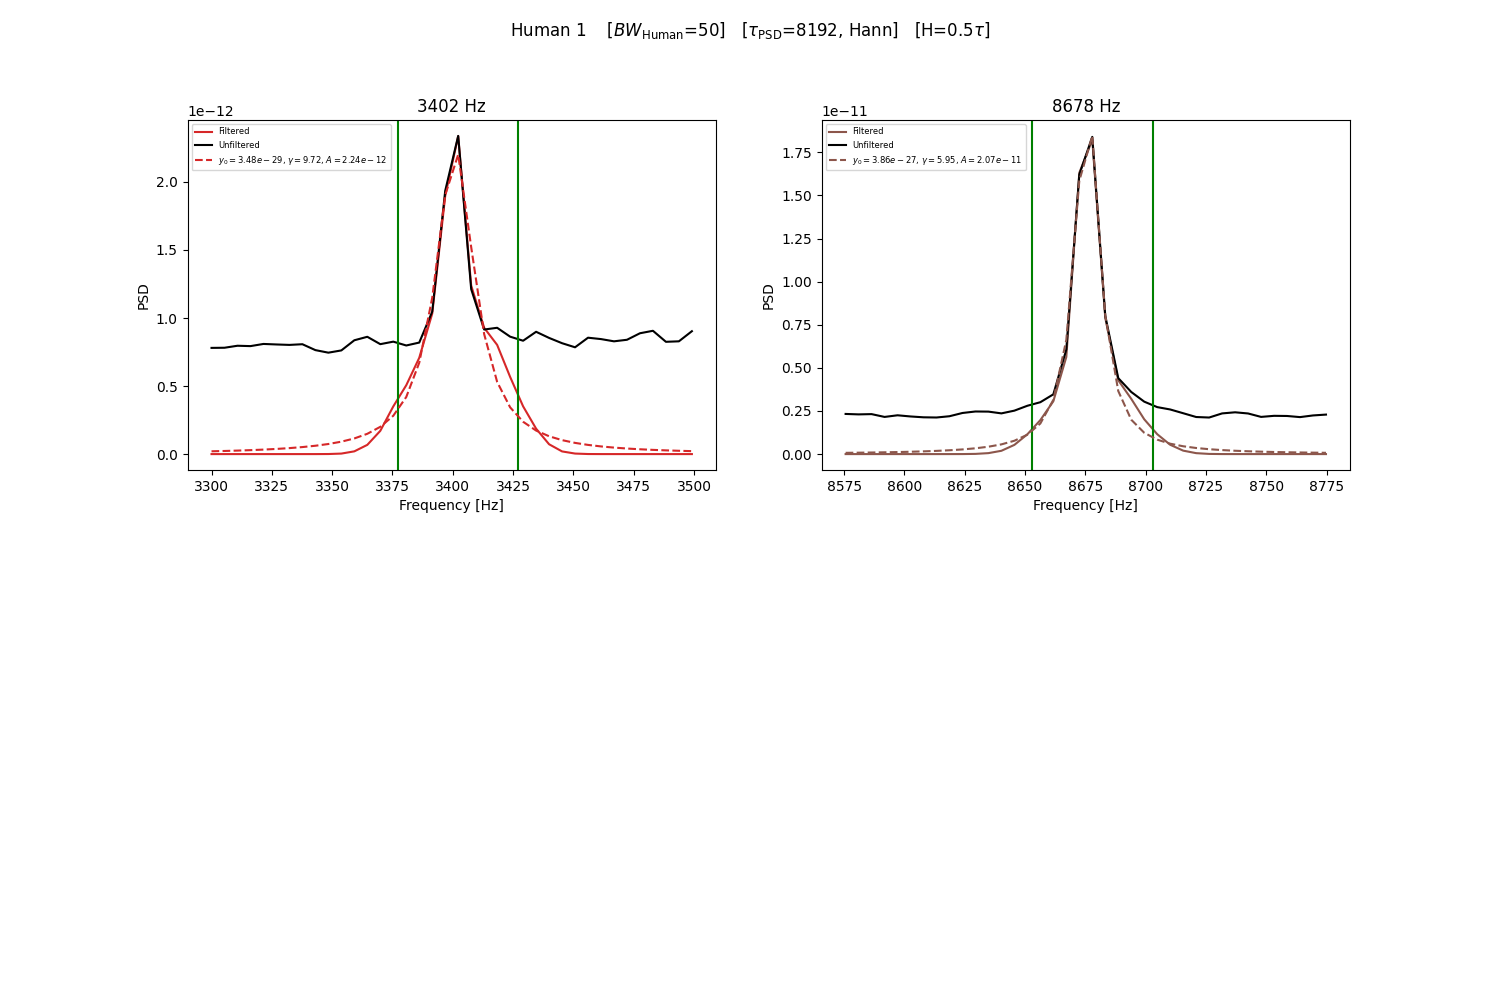 Human 1 [BW_Human=50] [τ_PSD=8192, Hann] [H=0.5τ]
3402 Hz
1e−12
Filtered
Unfiltered
y₀ = 3.48e − 29, γ = 9.72, A = 2.24e − 12
2.0
1.5
1.0
0.5
0.0
PSD
3300 3325 3350 3375 3400 3425 3450 3475 3500
Frequency [Hz]
8678 Hz
1e−11
Filtered
Unfiltered
y₀ = 3.86e − 27, γ = 5.95, A = 2.07e − 11
1.75
1.50
1.25
1.00
0.75
0.50
0.25
0.00
PSD
8575 8600 8625 8650 8675 8700 8725 8750 8775
Frequency [Hz]